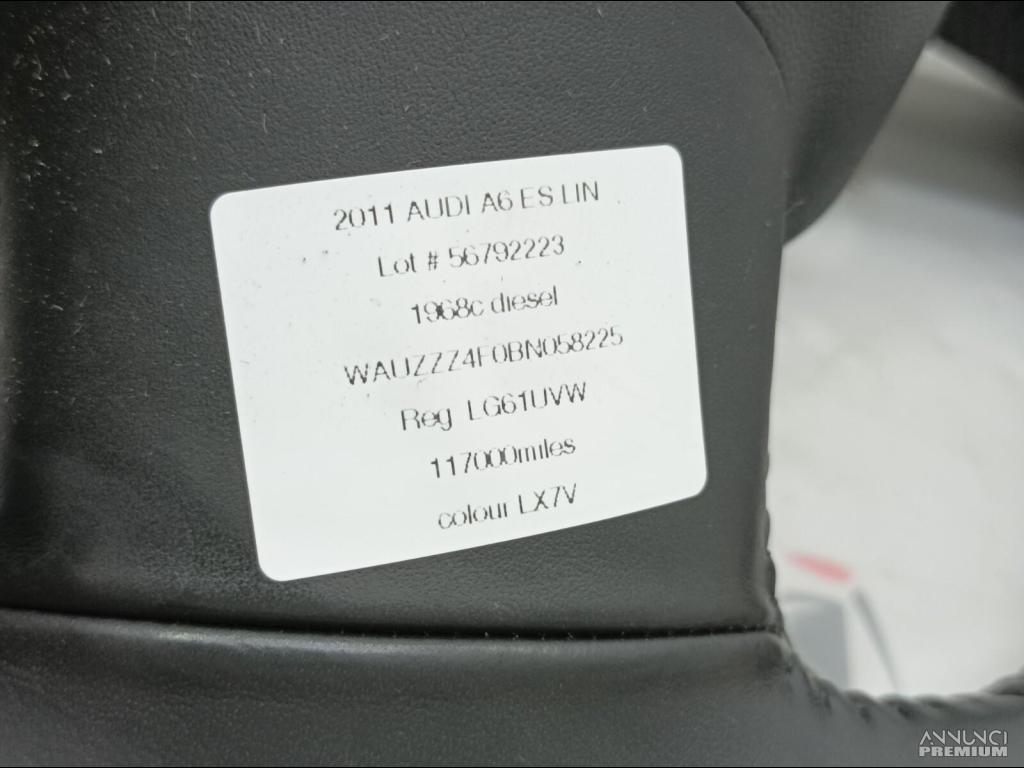 2011 AUDI A6 ES LIN
Lot # 56792223
1968c diesel
WAUZZZ4F0BN058225
Reg LG61UVW
117000miles
colour LX7V
ANNUNCI
PREMIUM